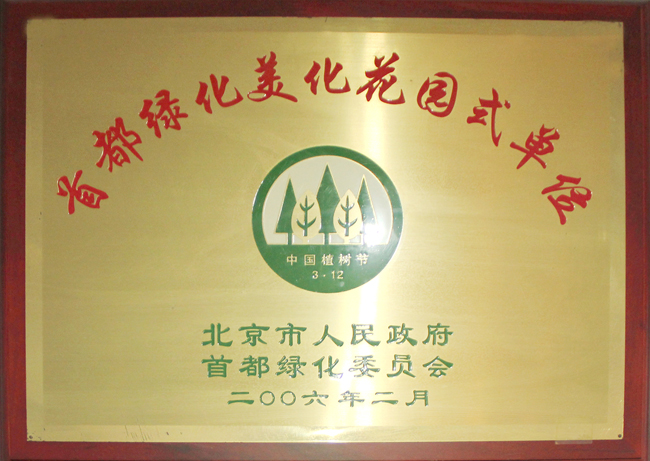 首都绿化美化花园式单位
中国植树节
3·12
北京市人民政府
首都绿化委员会
二〇〇六年二月